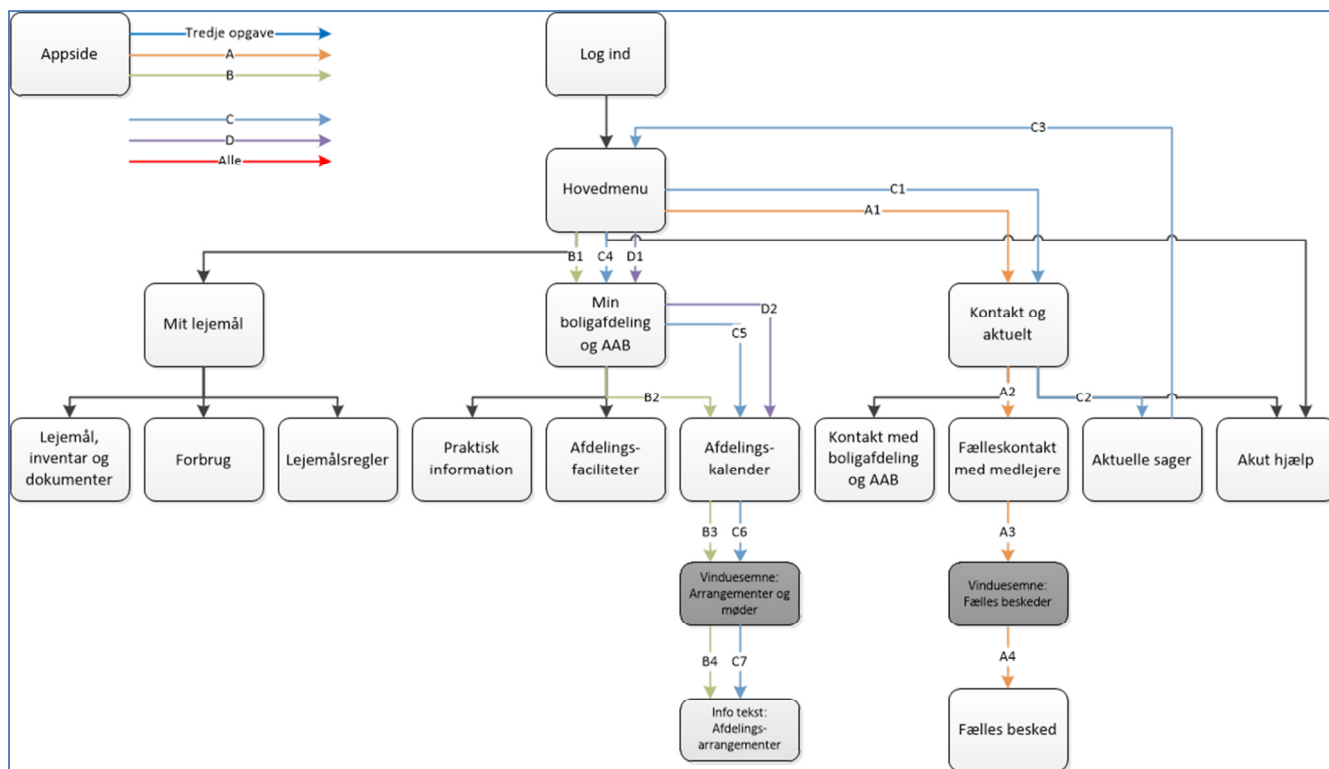 Appside
Tredje opgave
A
B
C
D
Alle
Log ind
C3
Hovedmenu
C1
A1
B1
C4
D1
Mit lejemål
Min
boligafdeling
og AAB
D2
C5
Kontakt og
aktuelt
B2
A2
C2
Lejemål,
inventar og
dokumenter
Forbrug
Lejemålsregler
Praktisk
information
Afdelings-
faciliteter
Afdelings-
kalender
Kontakt med
boligafdeling
og AAB
Fælleskontakt
med medlejere
Aktuelle sager
Akut hjælp
B3
C6
A3
Vinduesemne:
Arrangementer og
møder
Vinduesemne:
Fælles beskeder
B4
C7
A4
Info tekst:
Afdelings-
arrangementer
Fælles besked